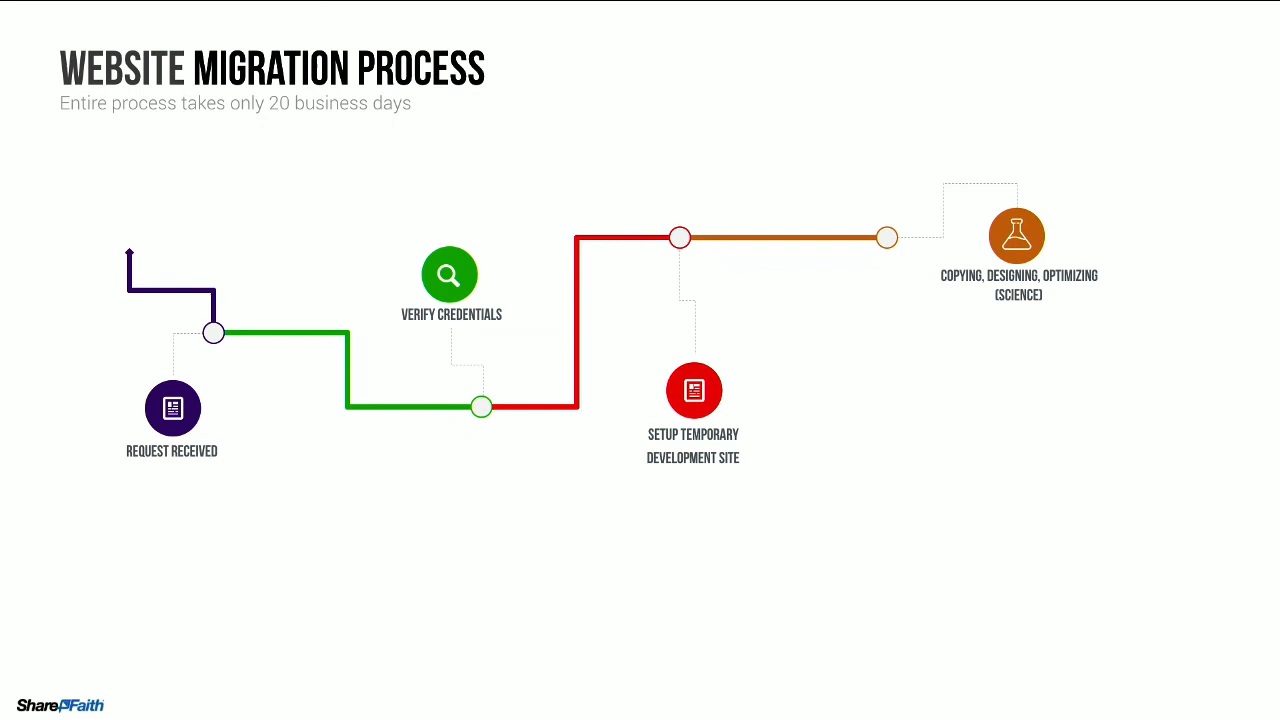 WEBSITE MIGRATION PROCESS
Entire process takes only 20 business days
COPYING, DESIGNING, OPTIMIZING
(SCIENCE)
VERIFY CREDENTIALS
REQUEST RECEIVED
SETUP TEMPORARY
DEVELOPMENT SITE
ShareFaith